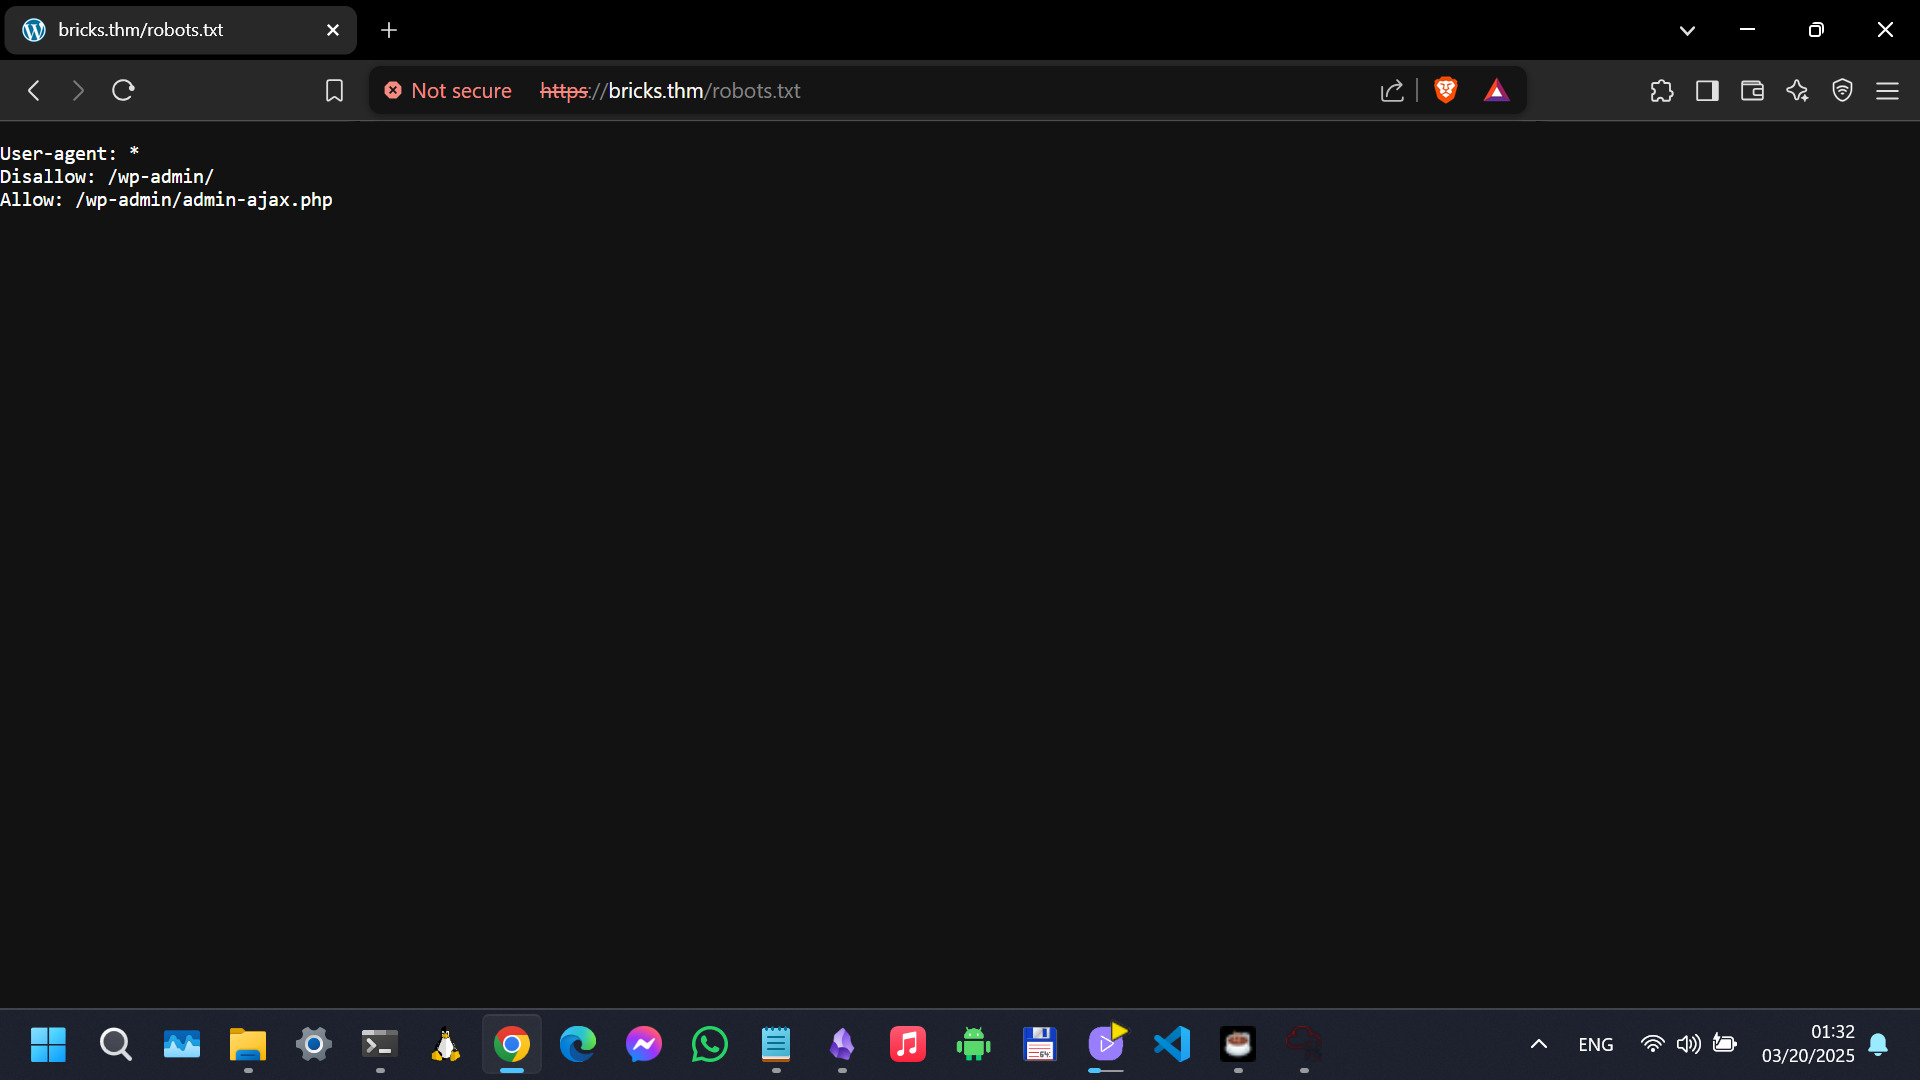 bricks.thm/robots.txt
Not secure https://bricks.thm/robots.txt
User-agent: *
Disallow: /wp-admin/
Allow: /wp-admin/admin-ajax.php
64
ENG
01:32
03/20/2025